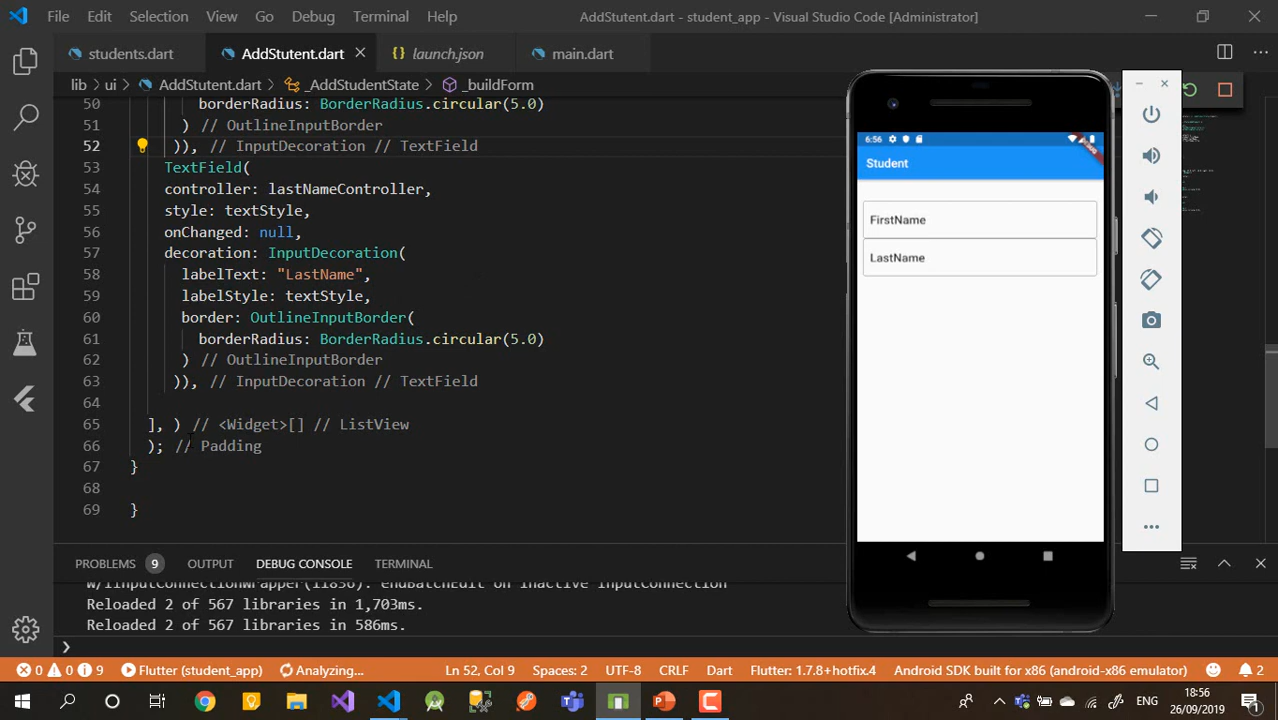 File Edit Selection View Go Debug Terminal Help AddStutent.dart - student_app - Visual Studio Code [Administrator]
students.dart AddStutent.dart launch.json main.dart
lib ui AddStutent.dart _AddStudentState _buildForm
50 borderRadius: BorderRadius.circular(5.0)
51 ) // OutlineInputBorder
52 )), // InputDecoration // TextField
53 TextField(
54 controller: lastNameController,
55 style: textStyle,
56 onChanged: null,
57 decoration: InputDecoration(
58 labelText: "LastName",
59 labelStyle: textStyle,
60 border: OutlineInputBorder(
61 borderRadius: BorderRadius.circular(5.0)
62 ) // OutlineInputBorder
63 )), // InputDecoration // TextField
64
65 ], ) // <Widget>[] // ListView
66 ); // Padding
67 }
68
69 }
6:56
Student
FirstName
LastName
PROBLEMS 9 OUTPUT DEBUG CONSOLE TERMINAL
W/IInputConnectionWrapper(11856): endBatchEdit on inactive InputConnection
Reloaded 2 of 567 libraries in 1,703ms.
Reloaded 2 of 567 libraries in 586ms.
0 0 9 Flutter (student_app) Analyzing... Ln 52, Col 9 Spaces: 2 UTF-8 CRLF Dart Flutter: 1.7.8+hotfix.4 Android SDK built for x86 (android-x86 emulator) 2
ENG 18:56
26/09/2019